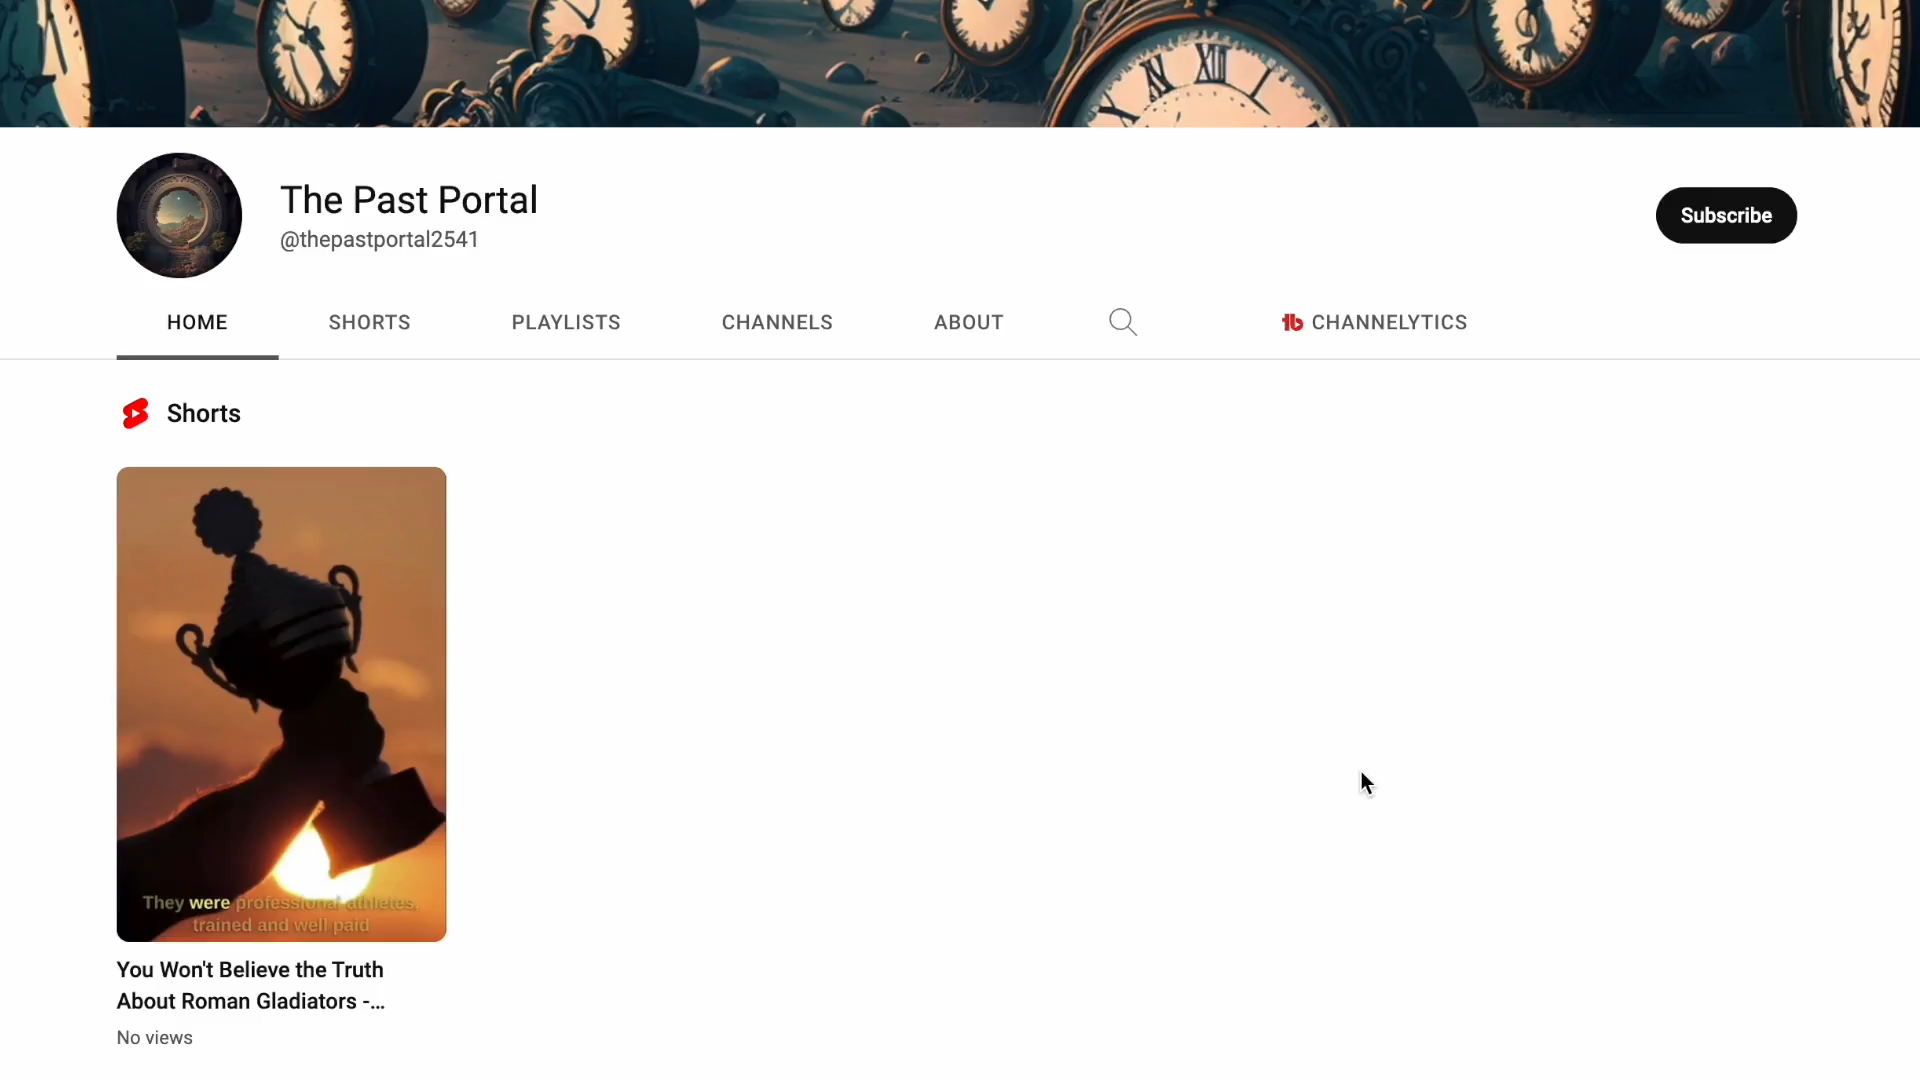 The Past Portal
@thepastportal2541
Subscribe
HOME
SHORTS
PLAYLISTS
CHANNELS
ABOUT
tb CHANNELYTICS
Shorts
They were professional athletes,
trained and well paid
You Won't Believe the Truth
About Roman Gladiators -...
No views